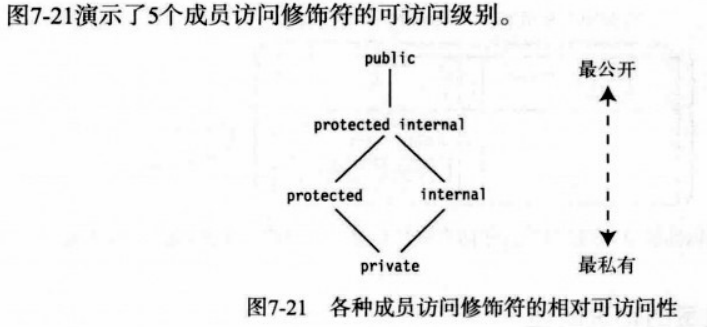 图7-21演示了5个成员访问修饰符的可访问级别。
public
最公开
protected internal
protected
internal
private
最私有
图7-21 各种成员访问修饰符的相对可访问性